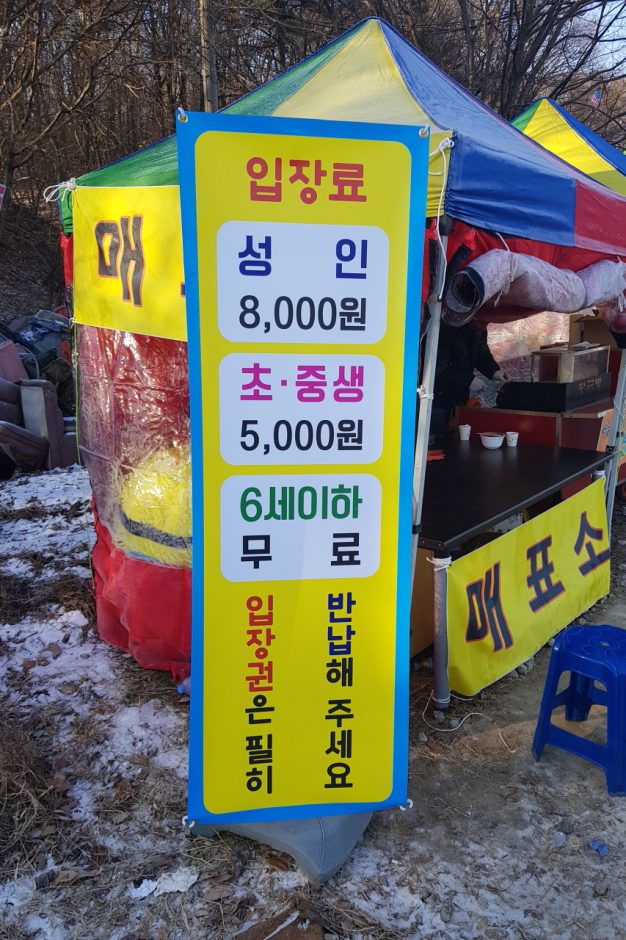 입장료
성 인
8,000원
초·중생
5,000원
6세이하
무 료
입장권은 필히
반납해 주세요
매
매표소